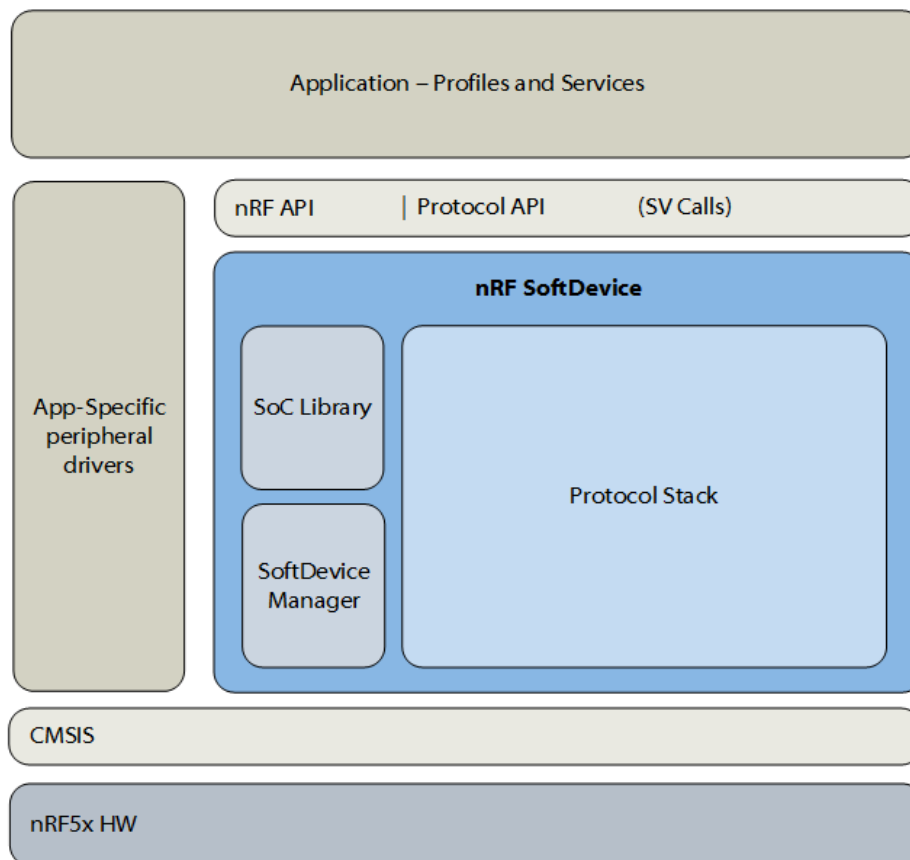 Application – Profiles and Services
nRF API | Protocol API (SV Calls)
nRF SoftDevice
App-Specific
peripheral
drivers
SoC Library
Protocol Stack
SoftDevice
Manager
CMSIS
nRF5x HW